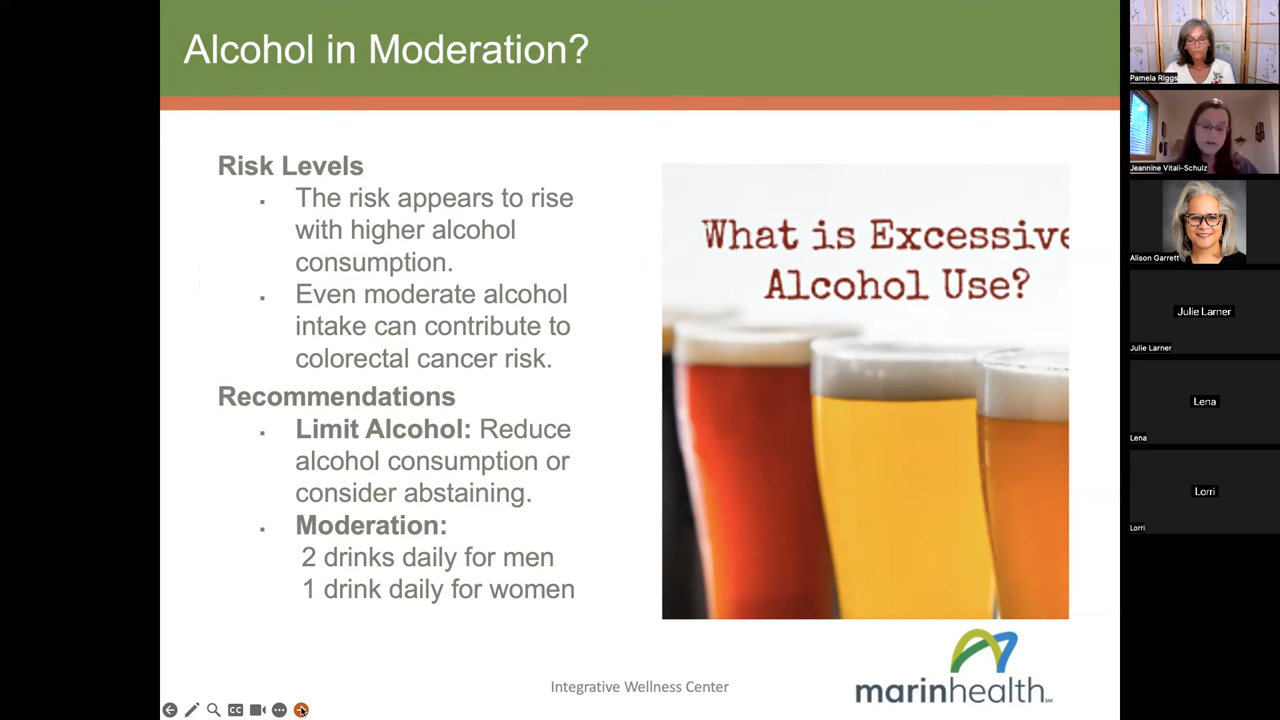 Alcohol in Moderation?
Risk Levels
The risk appears to rise
with higher alcohol
consumption.
Even moderate alcohol
intake can contribute to
colorectal cancer risk.
Recommendations
Limit Alcohol: Reduce
alcohol consumption or
consider abstaining.
Moderation:
2 drinks daily for men
1 drink daily for women
What is Excessive
Alcohol Use?
Integrative Wellness Center
marinhealth℠
CC
Pamela Riggs
Jeannine Vitali-Schulz
Alison Garrett
Julie Larner
Julie Larner
Lena
Lena
Lorri
Lorri